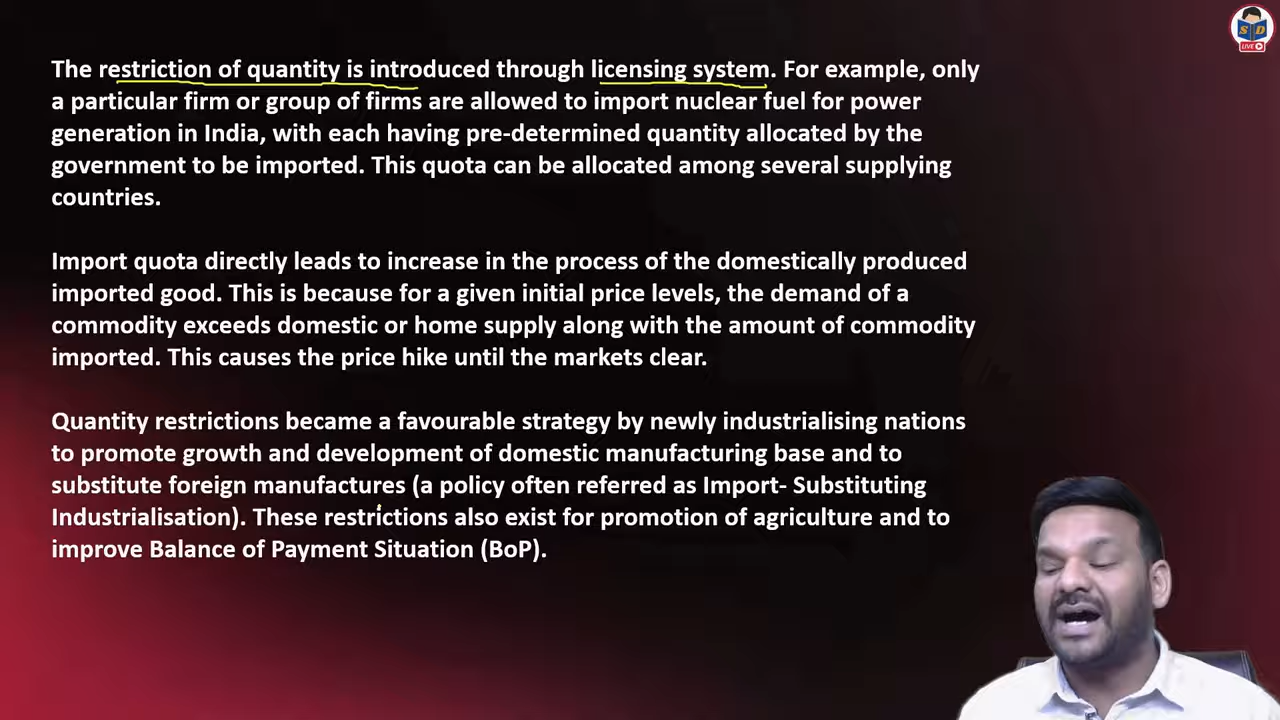 The restriction of quantity is introduced through licensing system. For example, only
a particular firm or group of firms are allowed to import nuclear fuel for power
generation in India, with each having pre-determined quantity allocated by the
government to be imported. This quota can be allocated among several supplying
countries.
Import quota directly leads to increase in the process of the domestically produced
imported good. This is because for a given initial price levels, the demand of a
commodity exceeds domestic or home supply along with the amount of commodity
imported. This causes the price hike until the markets clear.
Quantity restrictions became a favourable strategy by newly industrialising nations
to promote growth and development of domestic manufacturing base and to
substitute foreign manufactures (a policy often referred as Import- Substituting
Industrialisation). These restrictions also exist for promotion of agriculture and to
improve Balance of Payment Situation (BoP).
S D
LIVE